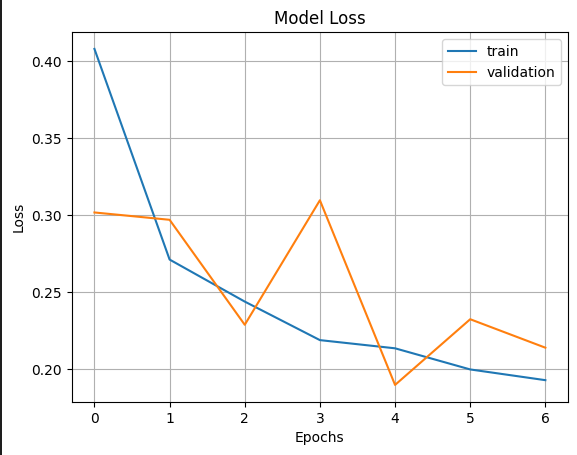 Model Loss
train
validation
0.40
0.35
0.30
0.25
0.20
Loss
0 1 2 3 4 5 6
Epochs